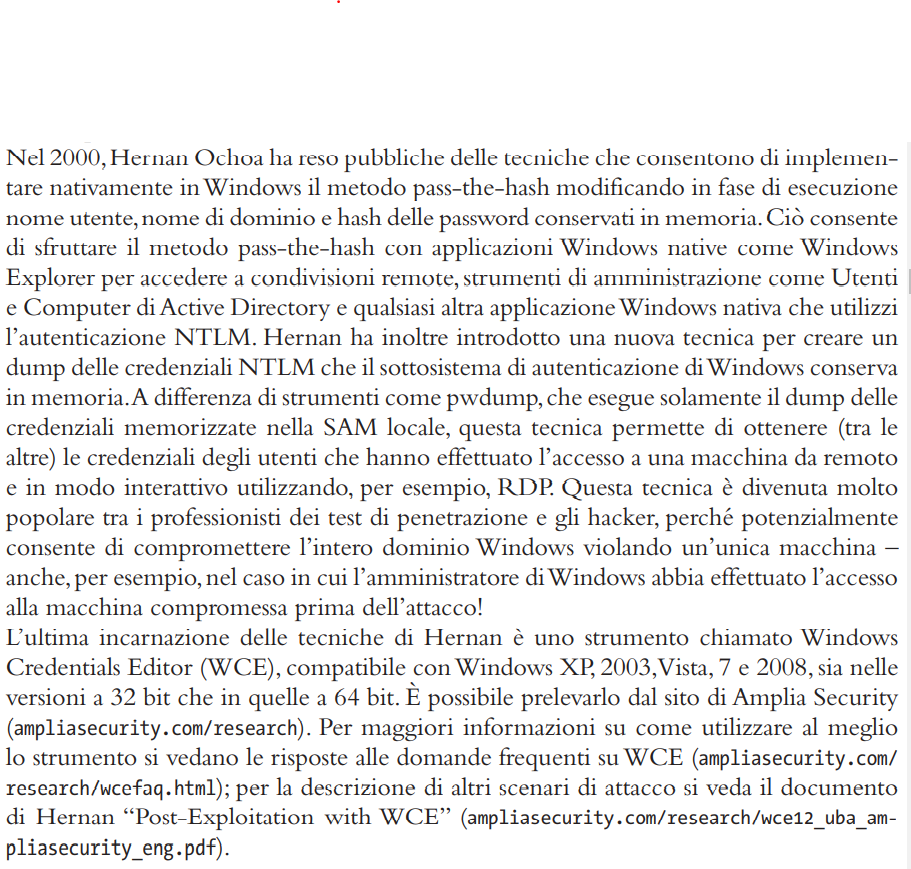 Nel 2000, Hernan Ochoa ha reso pubbliche delle tecniche che consentono di implemen-
tare nativamente in Windows il metodo pass-the-hash modificando in fase di esecuzione
nome utente, nome di dominio e hash delle password conservati in memoria. Ciò consente
di sfruttare il metodo pass-the-hash con applicazioni Windows native come Windows
Explorer per accedere a condivisioni remote, strumenti di amministrazione come Utenti
e Computer di Active Directory e qualsiasi altra applicazione Windows nativa che utilizzi
l'autenticazione NTLM. Hernan ha inoltre introdotto una nuova tecnica per creare un
dump delle credenziali NTLM che il sottosistema di autenticazione di Windows conserva
in memoria. A differenza di strumenti come pwdump, che esegue solamente il dump delle
credenziali memorizzate nella SAM locale, questa tecnica permette di ottenere (tra le
altre) le credenziali degli utenti che hanno effettuato l'accesso a una macchina da remoto
e in modo interattivo utilizzando, per esempio, RDP. Questa tecnica è divenuta molto
popolare tra i professionisti dei test di penetrazione e gli hacker, perché potenzialmente
consente di compromettere l'intero dominio Windows violando un'unica macchina –
anche, per esempio, nel caso in cui l'amministratore di Windows abbia effettuato l'accesso
alla macchina compromessa prima dell'attacco!
L'ultima incarnazione delle tecniche di Hernan è uno strumento chiamato Windows
Credentials Editor (WCE), compatibile con Windows XP, 2003, Vista, 7 e 2008, sia nelle
versioni a 32 bit che in quelle a 64 bit. È possibile prelevarlo dal sito di Amplia Security
(ampliasecurity.com/research). Per maggiori informazioni su come utilizzare al meglio
lo strumento si vedano le risposte alle domande frequenti su WCE (ampliasecurity.com/
research/wcefaq.html); per la descrizione di altri scenari di attacco si veda il documento
di Hernan "Post-Exploitation with WCE" (ampliasecurity.com/research/wce12_uba_am-
pliasecurity_eng.pdf).